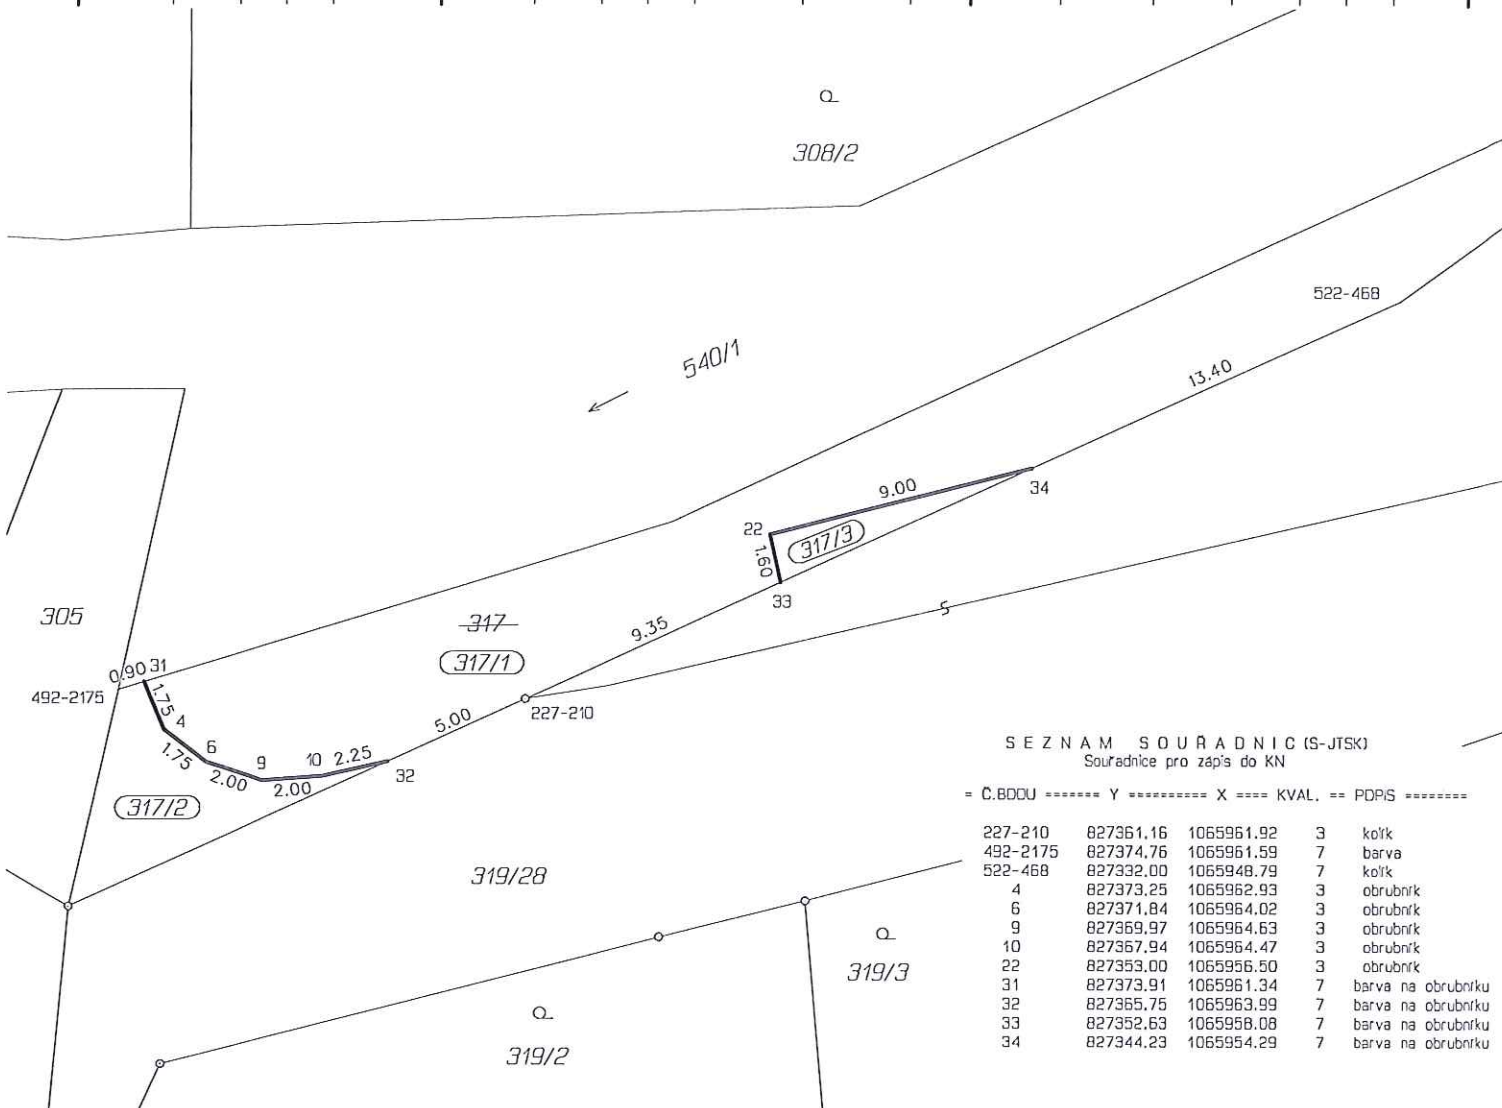 308/2
522-468
540/1
13.40
9.00
34
22
317/3
1.60
33
305
317
9.35
317/1
0.90 31
492-2175
1.75
4
5.00
227-210
6
1.75
9
10 2.25
2.00
2.00
32
317/2
319/28
319/3
319/2
SEZNAM SOUŘADNIC (S-JTSK)
Souřadnice pro zápis do KN
= Č.BODU ======= Y ========== X ==== KVAL. == POPIS ========
227-210 827361.16 1065961.92 3 kolík
492-2175 827374.76 1065961.59 7 barva
522-468 827332.00 1065948.79 7 kolík
4 827373.25 1065962.93 3 obrubník
6 827371.84 1065964.02 3 obrubník
9 827369.97 1065964.63 3 obrubník
10 827367.94 1065964.47 3 obrubník
22 827353.00 1065956.50 3 obrubník
31 827373.91 1065961.34 7 barva na obrubníku
32 827365.75 1065963.99 7 barva na obrubníku
33 827352.63 1065958.08 7 barva na obrubníku
34 827344.23 1065954.29 7 barva na obrubníku